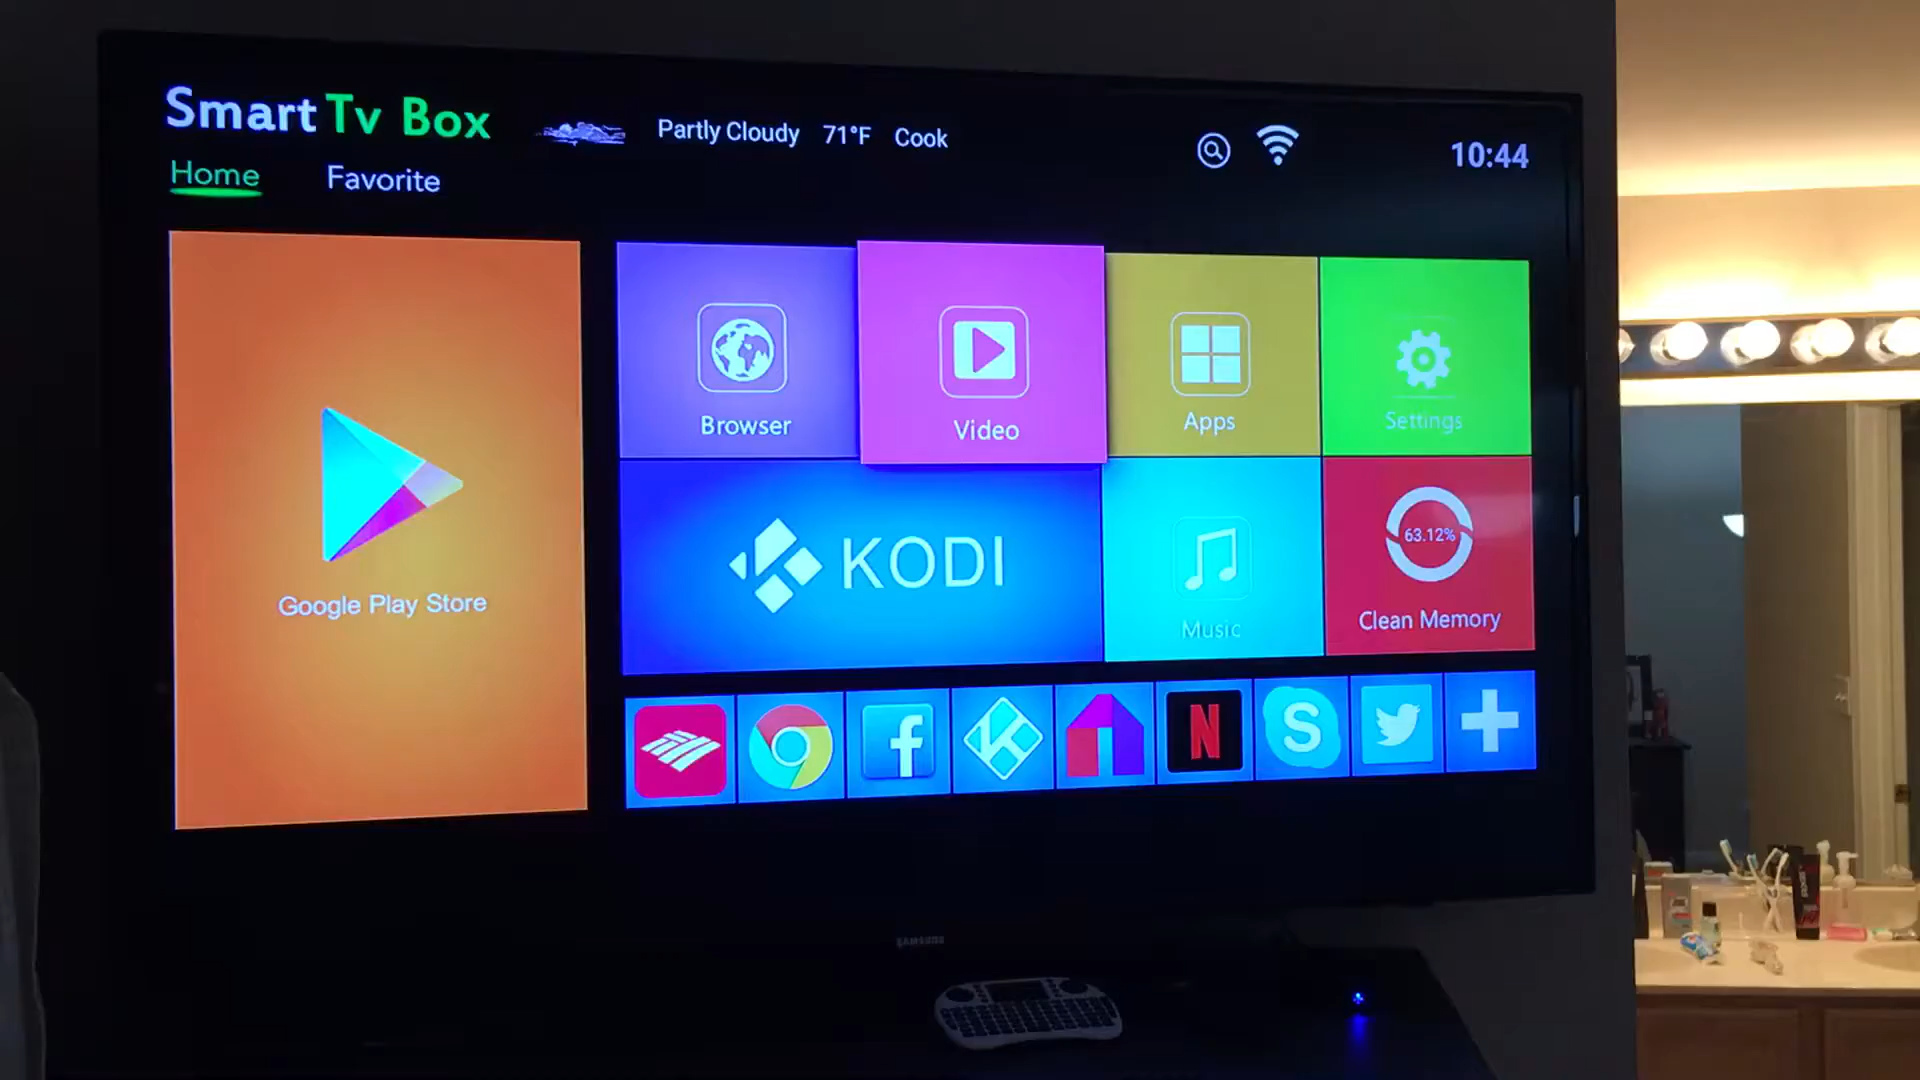 Smart Tv Box
Partly Cloudy 71°F Cook
10:44
Home Favorite
Google Play Store
Browser
Video
Apps
Settings
KODI
Music
63.12%
Clean Memory
f
N
S
SAMSUNG